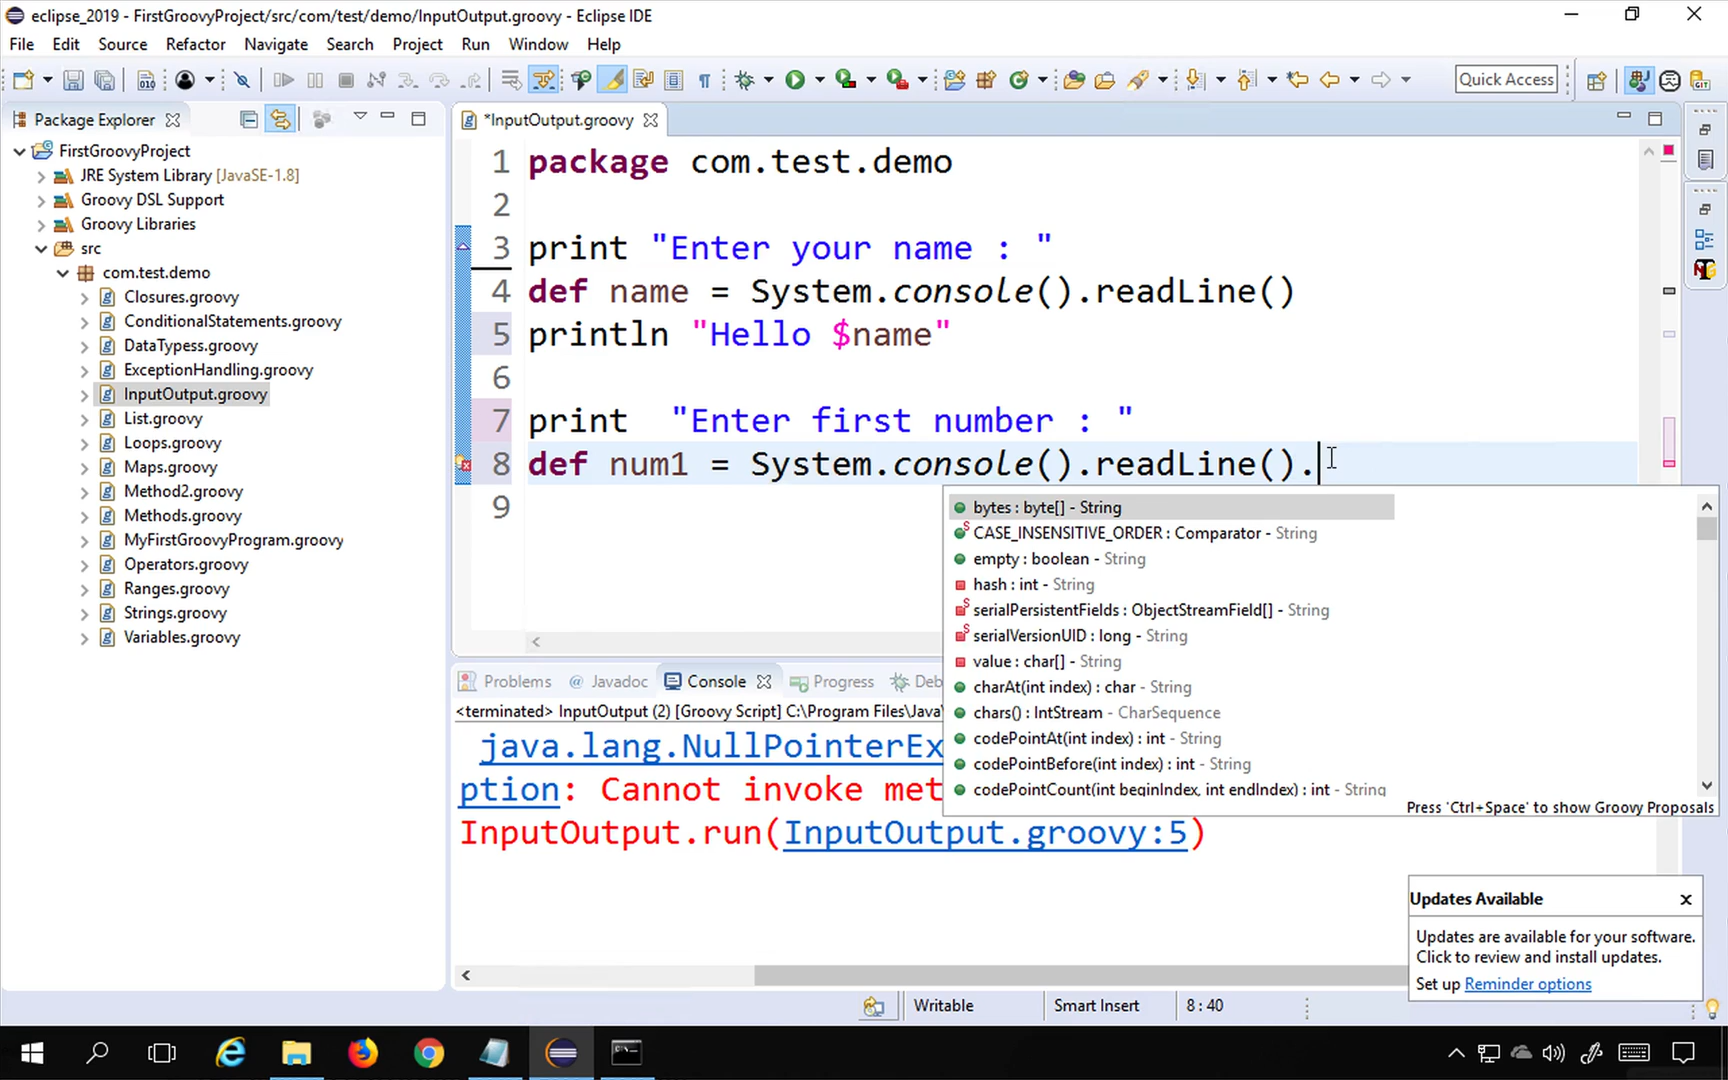 eclipse_2019 - FirstGroovyProject/src/com/test/demo/InputOutput.groovy - Eclipse IDE
File Edit Source Refactor Navigate Search Project Run Window Help
Quick Access
Package Explorer
*InputOutput.groovy
FirstGroovyProject
JRE System Library [JavaSE-1.8]
Groovy DSL Support
Groovy Libraries
src
com.test.demo
Closures.groovy
ConditionalStatements.groovy
DataTypess.groovy
ExceptionHandling.groovy
InputOutput.groovy
List.groovy
Loops.groovy
Maps.groovy
Method2.groovy
Methods.groovy
MyFirstGroovyProgram.groovy
Operators.groovy
Ranges.groovy
Strings.groovy
Variables.groovy
1 package com.test.demo
2
3 print "Enter your name : "
4 def name = System.console().readLine()
5 println "Hello $name"
6
7 print  "Enter first number : "
8 def num1 = System.console().readLine().
9
bytes : byte[] - String
CASE_INSENSITIVE_ORDER : Comparator - String
empty : boolean - String
hash : int - String
serialPersistentFields : ObjectStreamField[] - String
serialVersionUID : long - String
value : char[] - String
charAt(int index) : char - String
chars() : IntStream - CharSequence
codePointAt(int index) : int - String
codePointBefore(int index) : int - String
codePointCount(int beginIndex, int endIndex) : int - String
Press 'Ctrl+Space' to show Groovy Proposals
Problems @ Javadoc Console Progress Deb
<terminated> InputOutput (2) [Groovy Script] C:\Program Files\Java\
java.lang.NullPointerEx
ption: Cannot invoke met
InputOutput.run(InputOutput.groovy:5)
Updates Available
Updates are available for your software.
Click to review and install updates.
Set up Reminder options
Writable Smart Insert 8 : 40